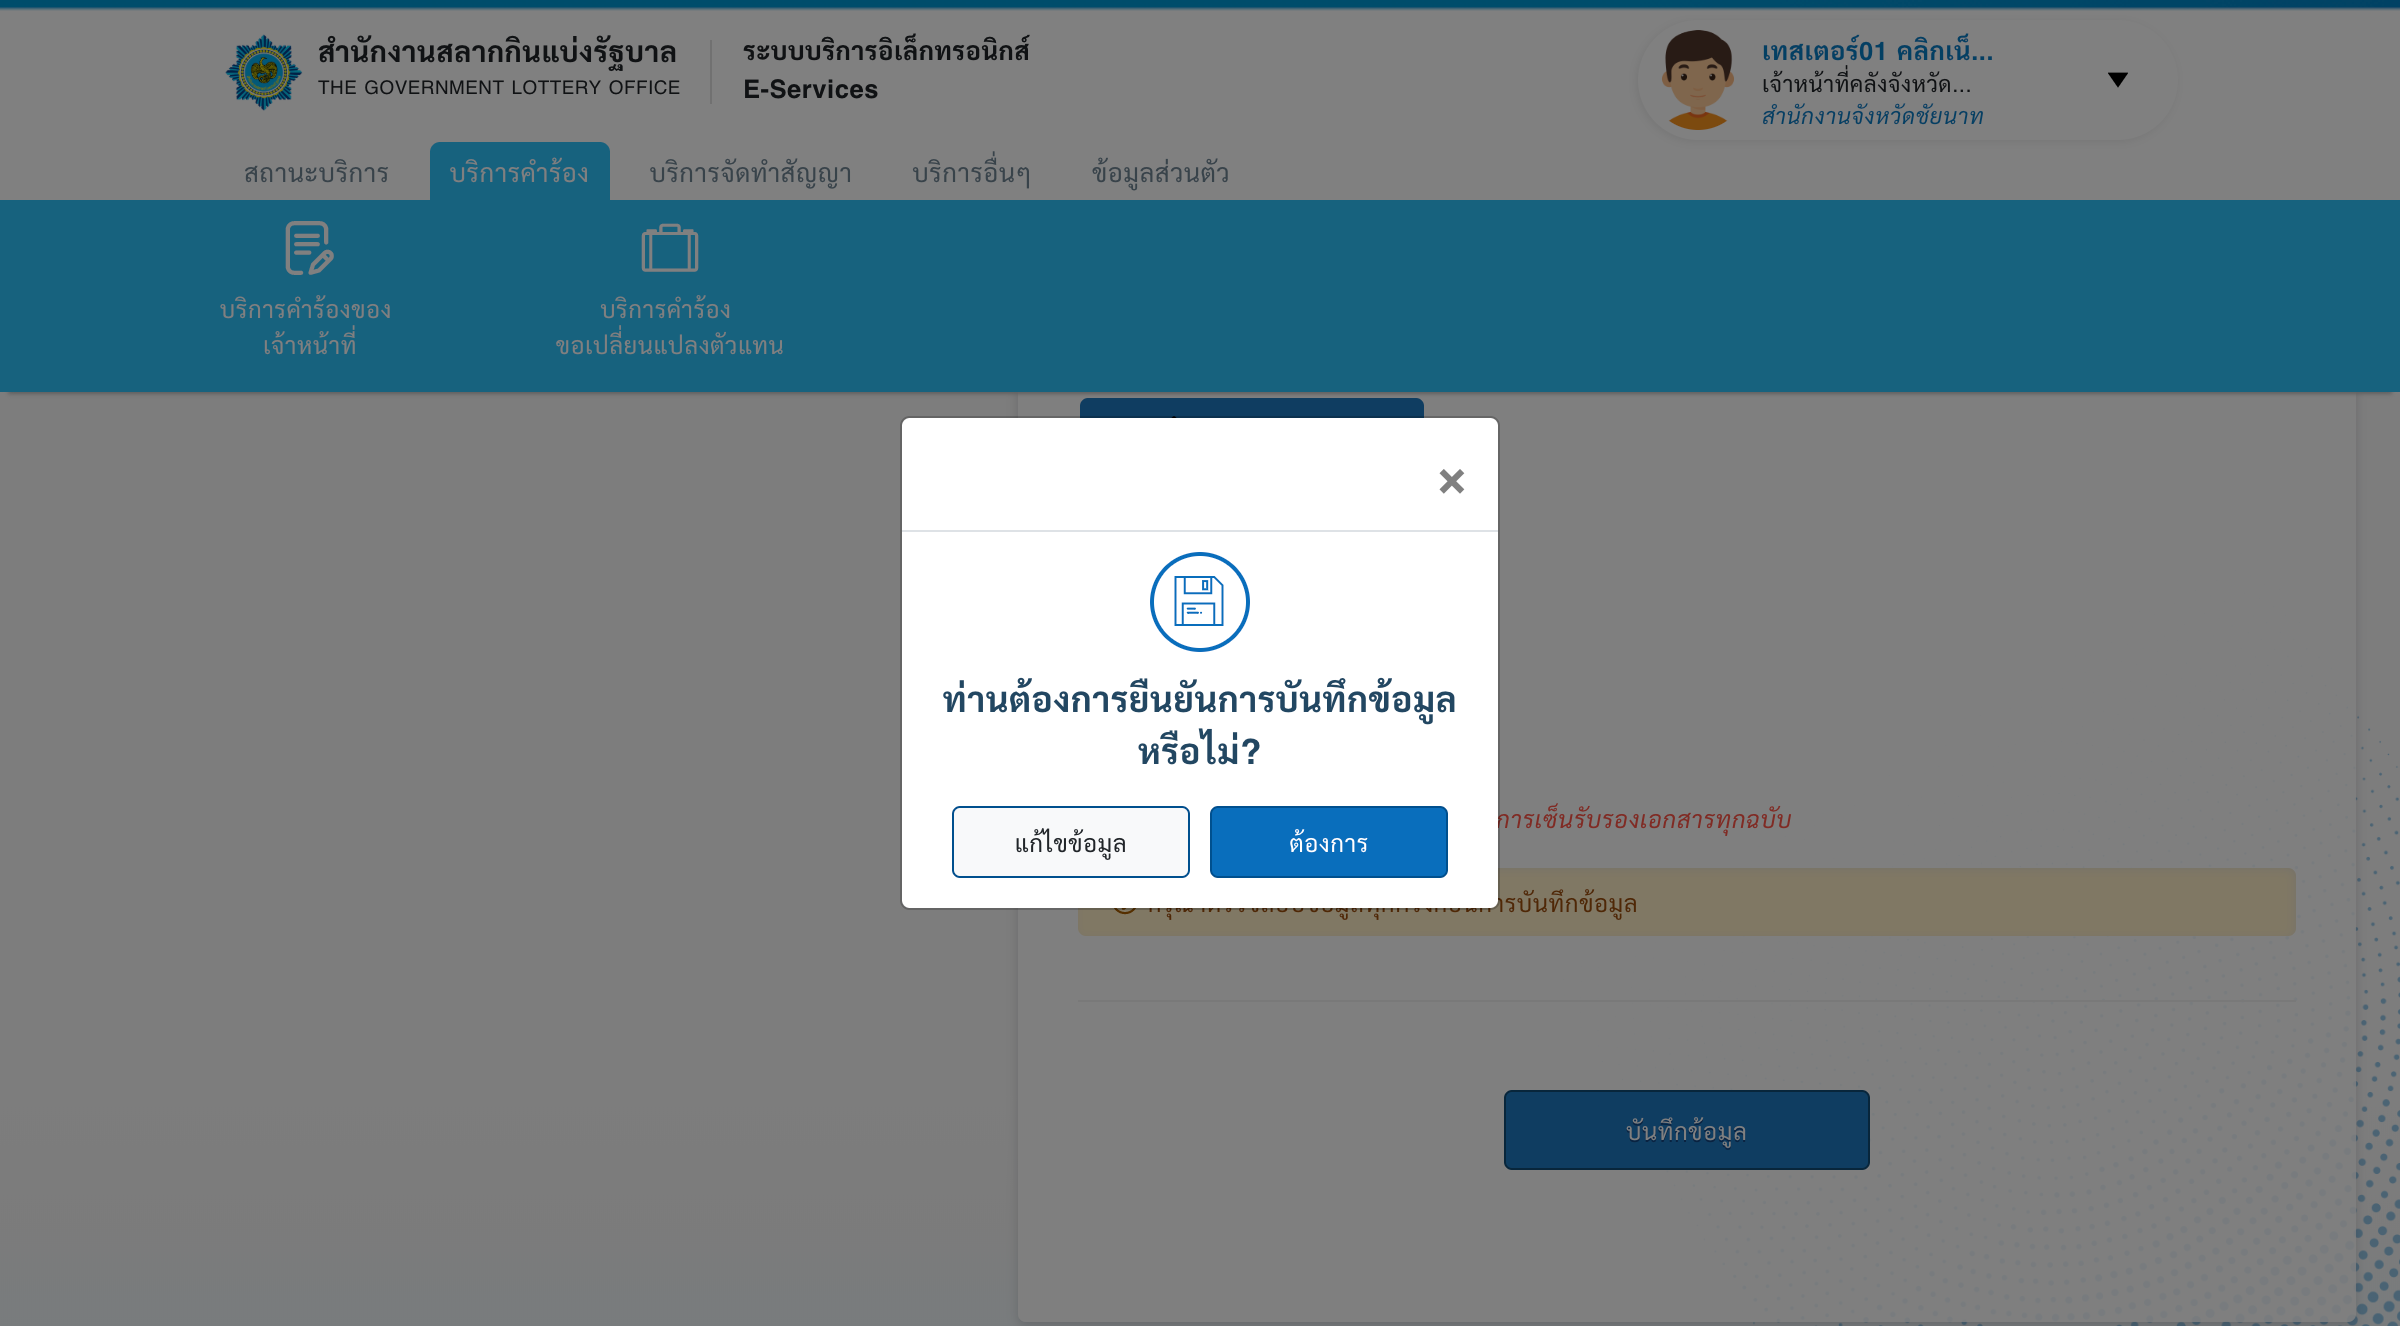 สำนักงานสลากกินแบ่งรัฐบาล
THE GOVERNMENT LOTTERY OFFICE
ระบบบริการอิเล็กทรอนิกส์
E-Services
เทสเตอร์01 คลิกเน็...
เจ้าหน้าที่คลังจังหวัด...
สำนักงานจังหวัดชัยนาท
สถานะบริการ
บริการคำร้อง
บริการจัดทำสัญญา
บริการอื่นๆ
ข้อมูลส่วนตัว
บริการคำร้องของ
เจ้าหน้าที่
บริการคำร้อง
ขอเปลี่ยนแปลงตัวแทน
ท่านต้องการยืนยันการบันทึกข้อมูล
หรือไม่?
แก้ไขข้อมูล
ต้องการ
การเซ็นรับรองเอกสารทุกฉบับ
การบันทึกข้อมูล
บันทึกข้อมูล